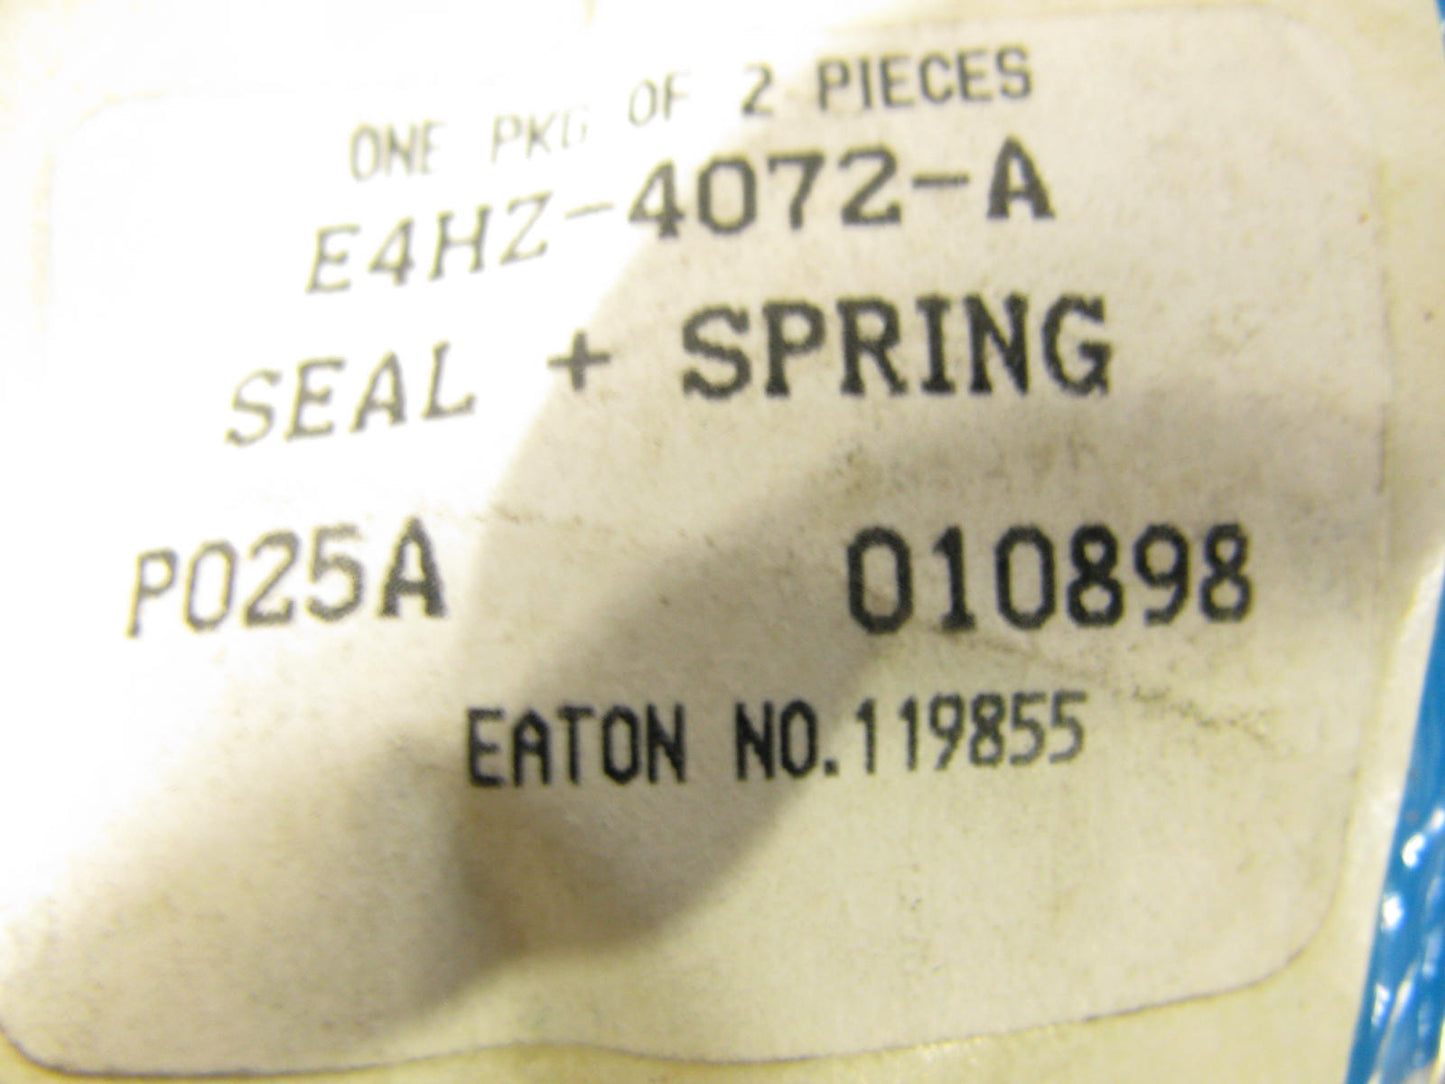 ONE PKG OF 2 PIECES
E4HZ-4072-A
SEAL + SPRING
P025A 010898
EATON NO.119855